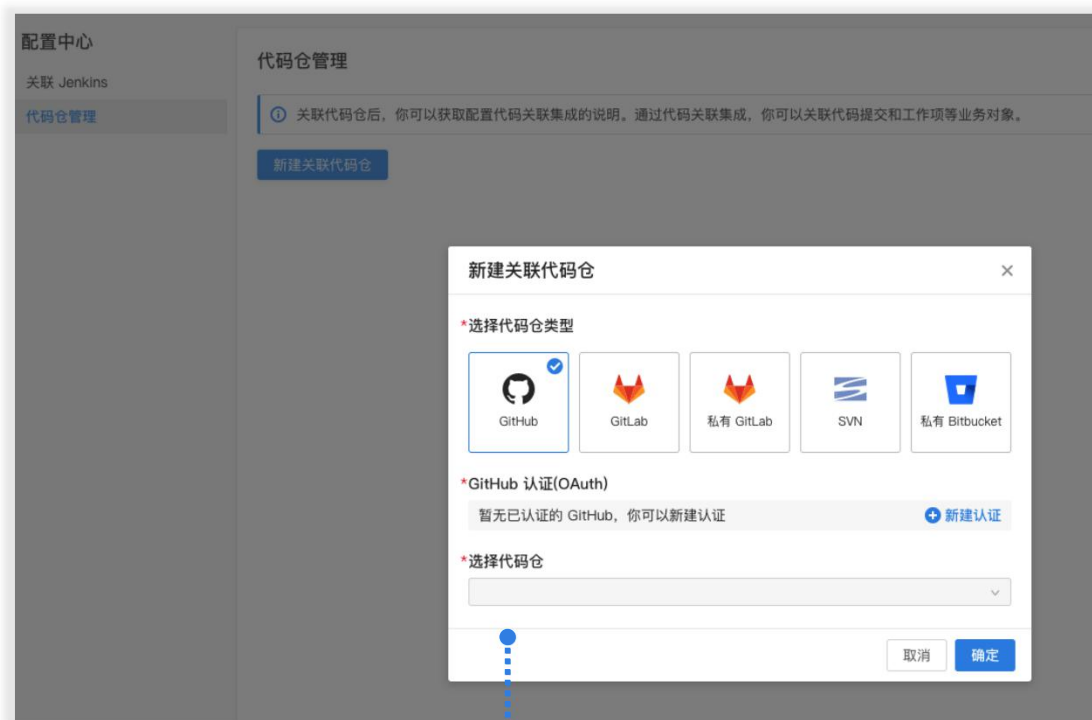 配置中心
关联 Jenkins
代码仓管理
代码仓管理
关联代码仓后，你可以获取配置代码关联集成的说明。通过代码关联集成，你可以关联代码提交和工作项等业务对象。
新建关联代码仓
新建关联代码仓
*选择代码仓类型
GitHub
GitLab
私有 GitLab
SVN
私有 Bitbucket
*GitHub 认证(OAuth)
暂无已认证的 GitHub，你可以新建认证
新建认证
*选择代码仓
取消
确定